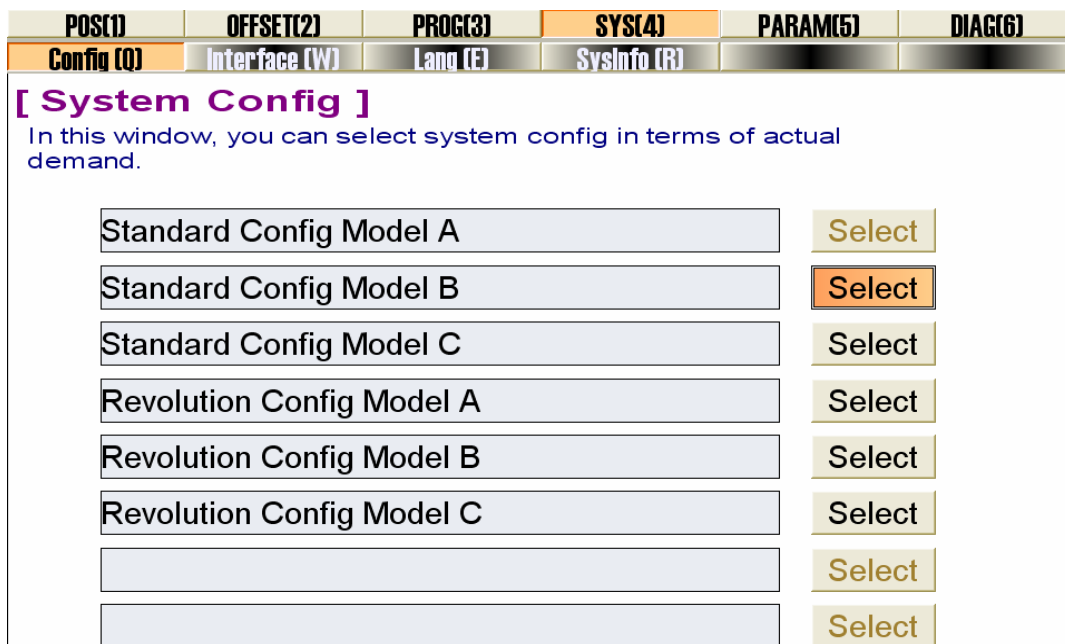 POS(1) OFFSET(2) PROG(3) SYS(4) PARAM(5) DIAG(6)
Config (Q) Interface (W) Lang (E) SysInfo (R)
[ System Config ]
In this window, you can select system config in terms of actual
demand.
Standard Config Model A Select
Standard Config Model B Select
Standard Config Model C Select
Revolution Config Model A Select
Revolution Config Model B Select
Revolution Config Model C Select
Select
Select